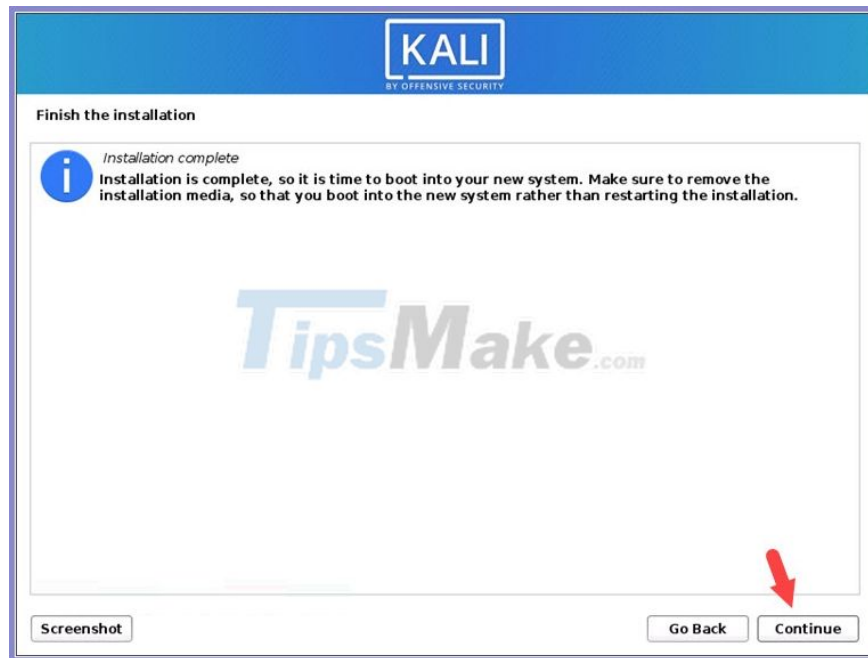 KALI
BY OFFENSIVE SECURITY
Finish the installation
Installation complete
Installation is complete, so it is time to boot into your new system. Make sure to remove the
installation media, so that you boot into the new system rather than restarting the installation.
TipsMake.com
Screenshot
Go Back
Continue